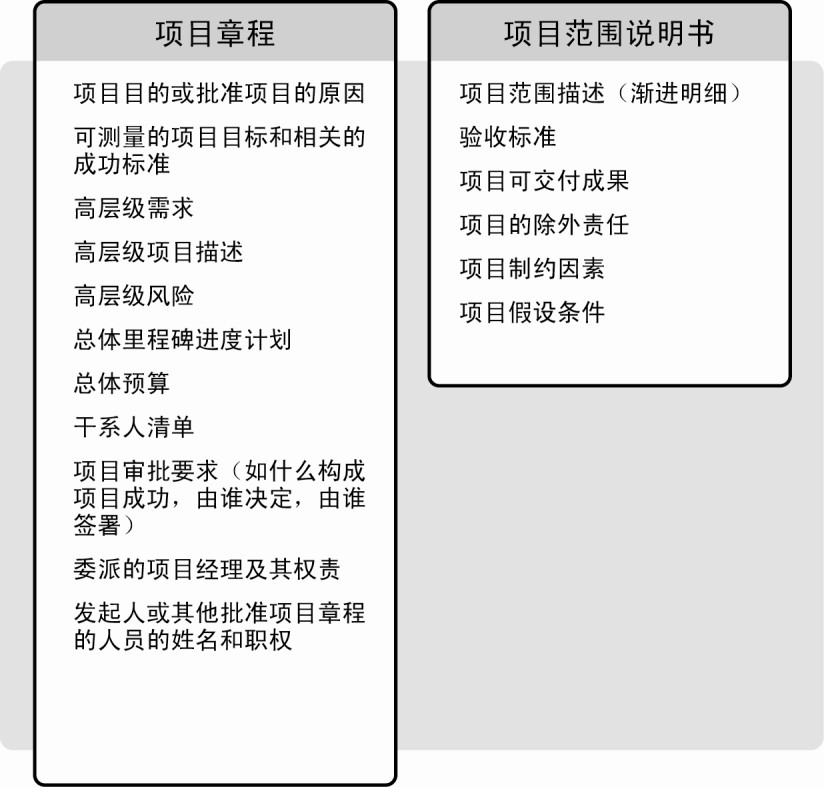 项目章程
项目目的或批准项目的原因
可测量的项目目标和相关的
成功标准
高层级需求
高层级项目描述
高层级风险
总体里程碑进度计划
总体预算
干系人清单
项目审批要求（如什么构成
项目成功，由谁决定，由谁
签署）
委派的项目经理及其权责
发起人或其他批准项目章程
的人员的姓名和职权
项目范围说明书
项目范围描述（渐进明细）
验收标准
项目可交付成果
项目的除外责任
项目制约因素
项目假设条件